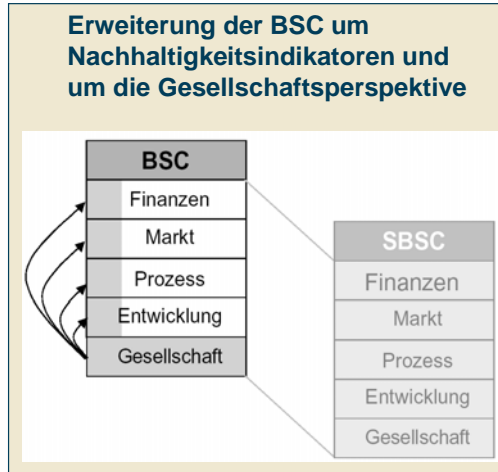 Erweiterung der BSC um
Nachhaltigkeitsindikatoren und
um die Gesellschaftsperspektive
BSC
Finanzen
Markt
Prozess
Entwicklung
Gesellschaft
SBSC
Finanzen
Markt
Prozess
Entwicklung
Gesellschaft